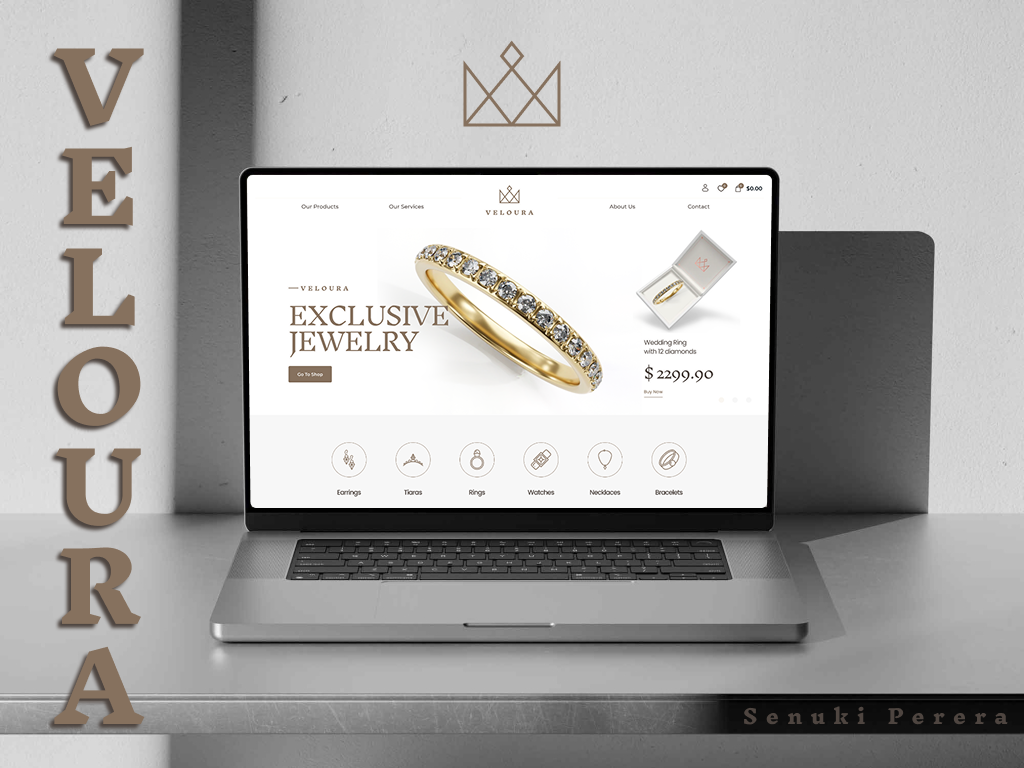 VELOURA
$0.00
Our Products
Our Services
VELOURA
About Us
Contact
VELOURA
EXCLUSIVE
JEWELRY
Go To Shop
Wedding Ring
with 12 diamonds
$ 2299.90
Buy Now
Earrings
Tiaras
Rings
Watches
Necklaces
Bracelets
Senuki Perera